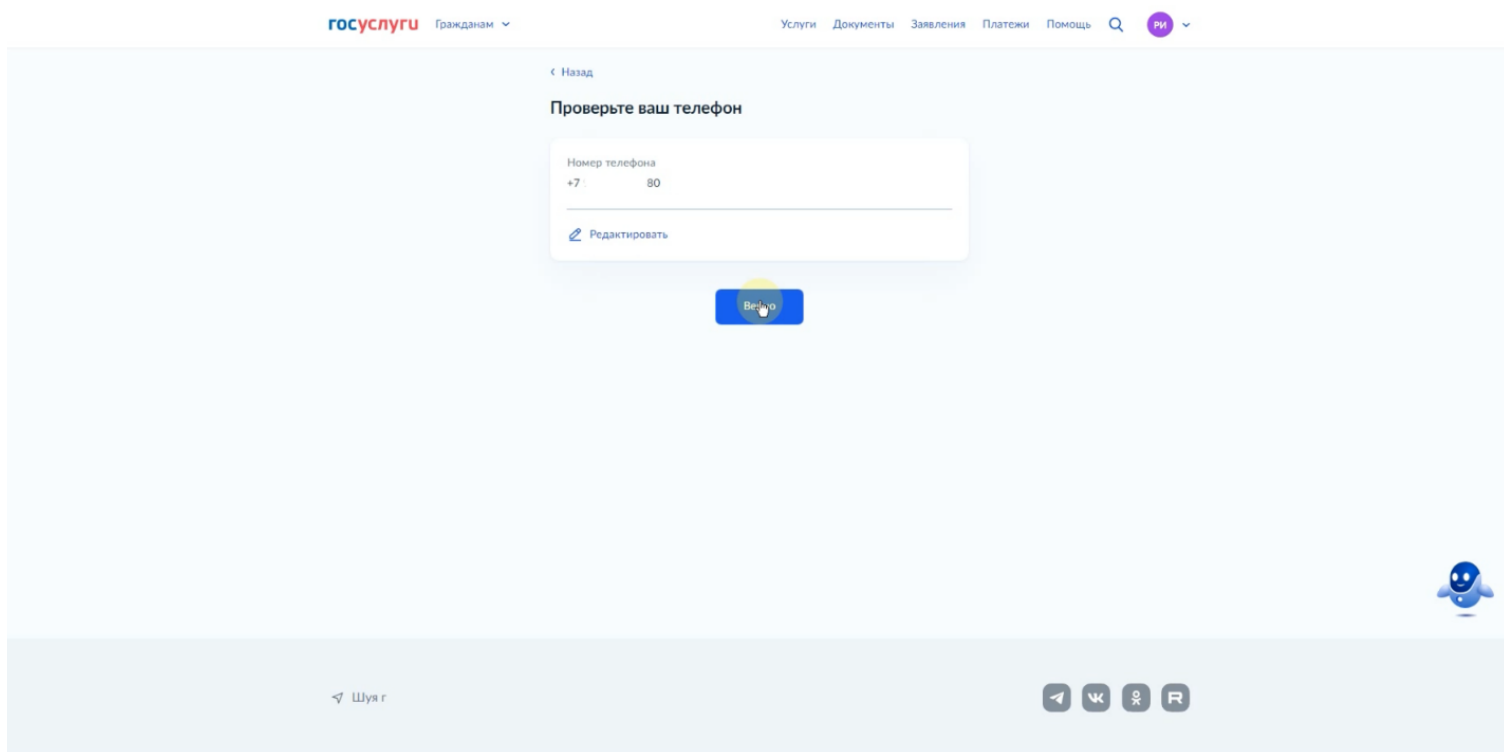 госуслуги Гражданам Услуги Документы Заявления Платежи Помощь РИ
Назад
Проверьте ваш телефон
Номер телефона
+7 80
Редактировать
Шуя г